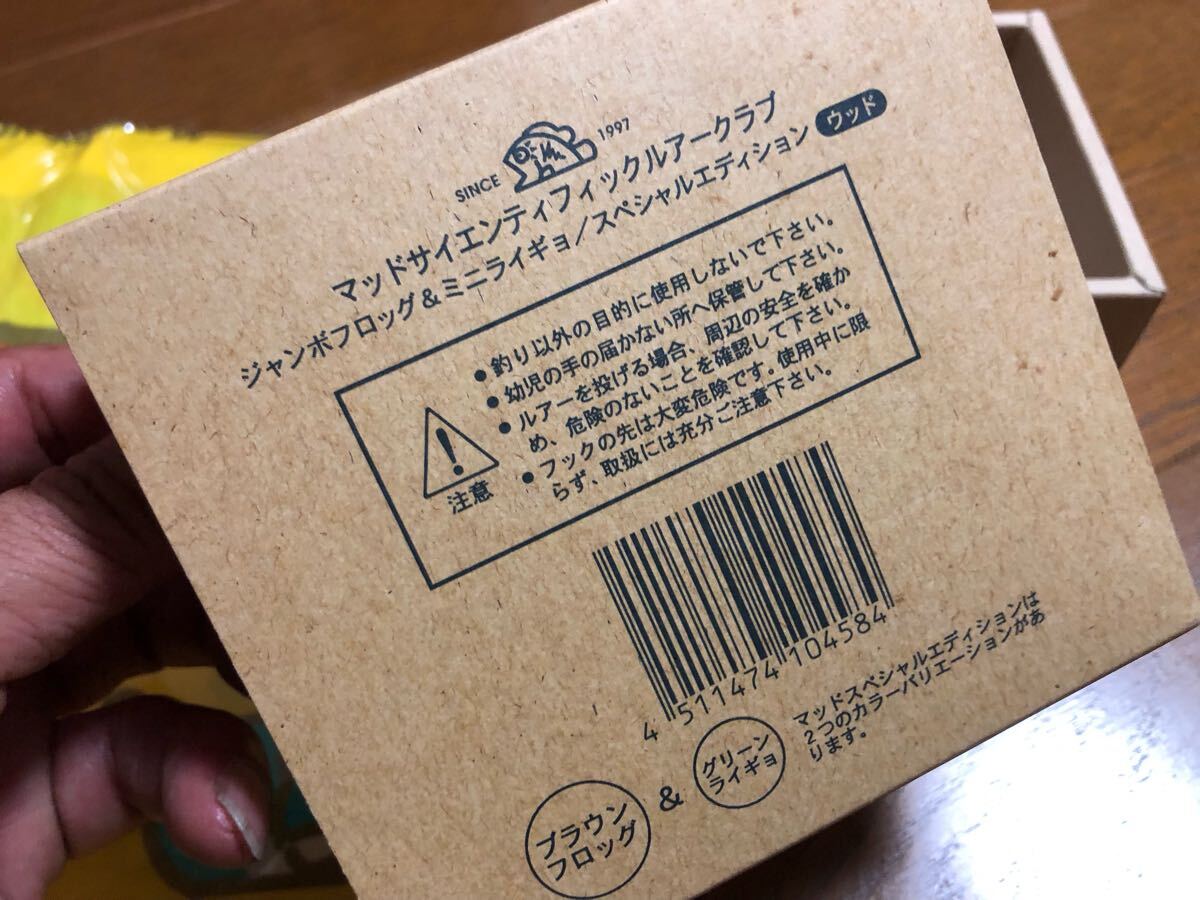 SINCE 1997
マッドサイエンティフィックルアークラブ
ジャンボフロッグ&ミニライギョ/スペシャルエディション ウッド
注意
●釣り以外の目的に使用しないで下さい。
●幼児の手の届かない所へ保管して下さい。
●ルアーを投げる場合、周辺の安全を確か
め、危険のないことを確認して下さい。
●フックの先は大変危険です。使用中に限
らず、取扱には充分ご注意下さい。
4 511474 104584
ブラウン
フロッグ
&
グリーン
ライギョ
マッドスペシャルエディションは
2つのカラーバリエーションがあ
ります。